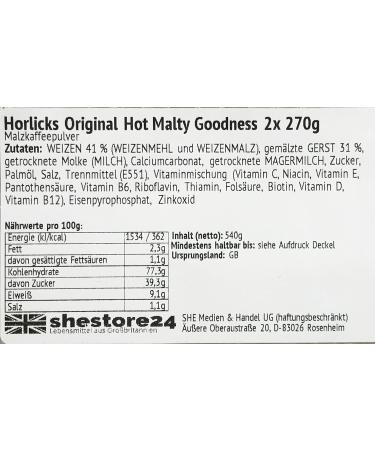 Horlicks Original Hot Malty Goodness 2x 270g
Malzkaffeepulver
Zutaten: WEIZEN 41 % (WEIZENMEHL und WEIZENMALZ), gemälzte GERST 31 %,
getrocknete Molke (MILCH), Calciumcarbonat, getrocknete MAGERMILCH, Zucker,
Palmöl, Salz, Trennmittel (E551), Vitaminmischung (Vitamin C, Niacin, Vitamin E,
Pantothensäure, Vitamin B6, Riboflavin, Thiamin, Folsäure, Biotin, Vitamin D,
Vitamin B12), Eisenpyrophosphat, Zinkoxid
Nährwerte pro 100g:
Energie (kJ/kcal) 1534 / 362
Fett 2,3g
davon gesättigte Fettsäuren 1,1g
Kohlenhydrate 77,3g
davon Zucker 39,3g
Eiweiß 9,1g
Salz 1,1g
Inhalt (netto): 540g
Mindestens haltbar bis: siehe Aufdruck Deckel
Ursprungsland: GB
shestore24
Lebensmittel aus Großbritannien
SHE Medien & Handel UG (haftungsbeschränkt)
Äußere Oberaustraße 20, D-83026 Rosenheim